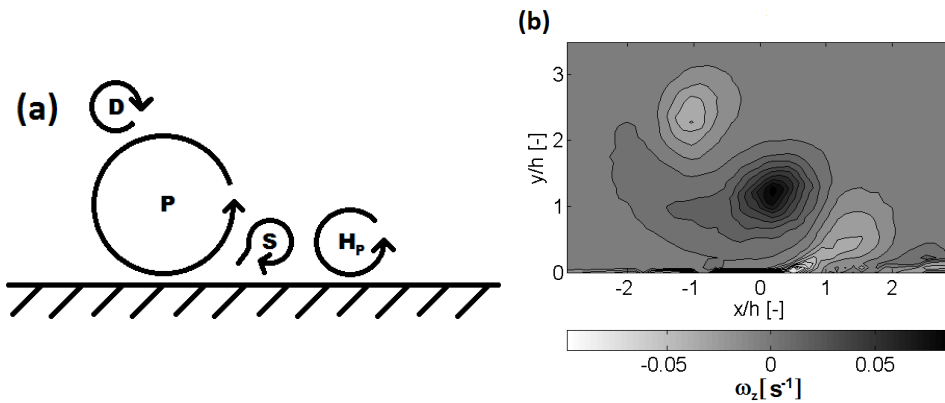 (a)
D
P
S
H_P
(b)
y/h [-]
3
2
1
0
-2
-1
0
1
2
x/h [-]
-0.05
0
0.05
ω_z[s⁻¹]